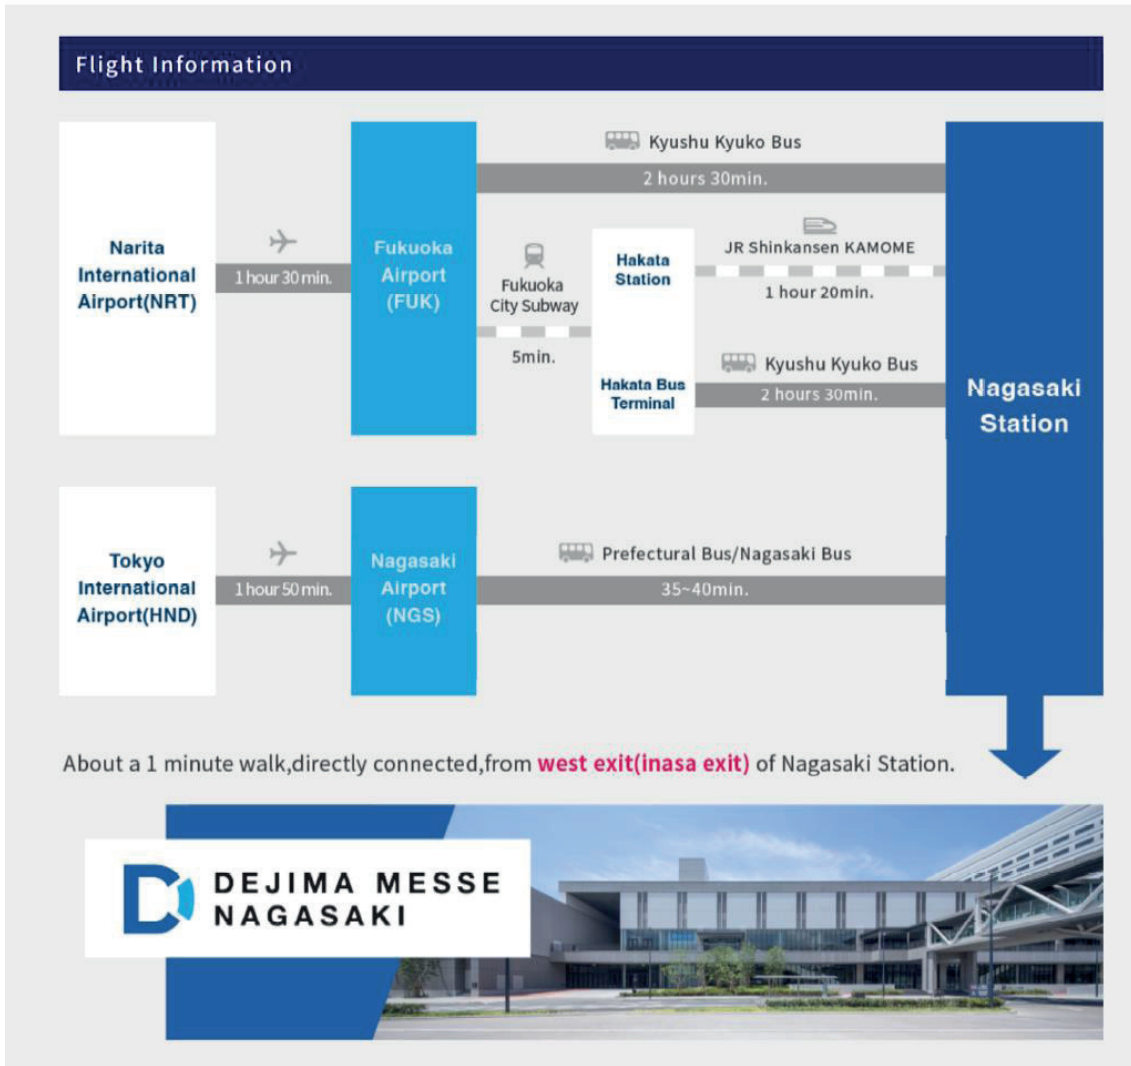 Flight Information
Narita
International
Airport(NRT)
1 hour 30 min.
Fukuoka
Airport
(FUK)
Kyushu Kyuko Bus
2 hours 30min.
Fukuoka
City Subway
5min.
Hakata
Station
JR Shinkansen KAMOME
1 hour 20min.
Hakata Bus
Terminal
Kyushu Kyuko Bus
2 hours 30min.
Nagasaki
Station
Tokyo
International
Airport(HND)
1 hour 50 min.
Nagasaki
Airport
(NGS)
Prefectural Bus/Nagasaki Bus
35~40min.
About a 1 minute walk,directly connected,from west exit(inasa exit) of Nagasaki Station.
DEJIMA MESSE
NAGASAKI